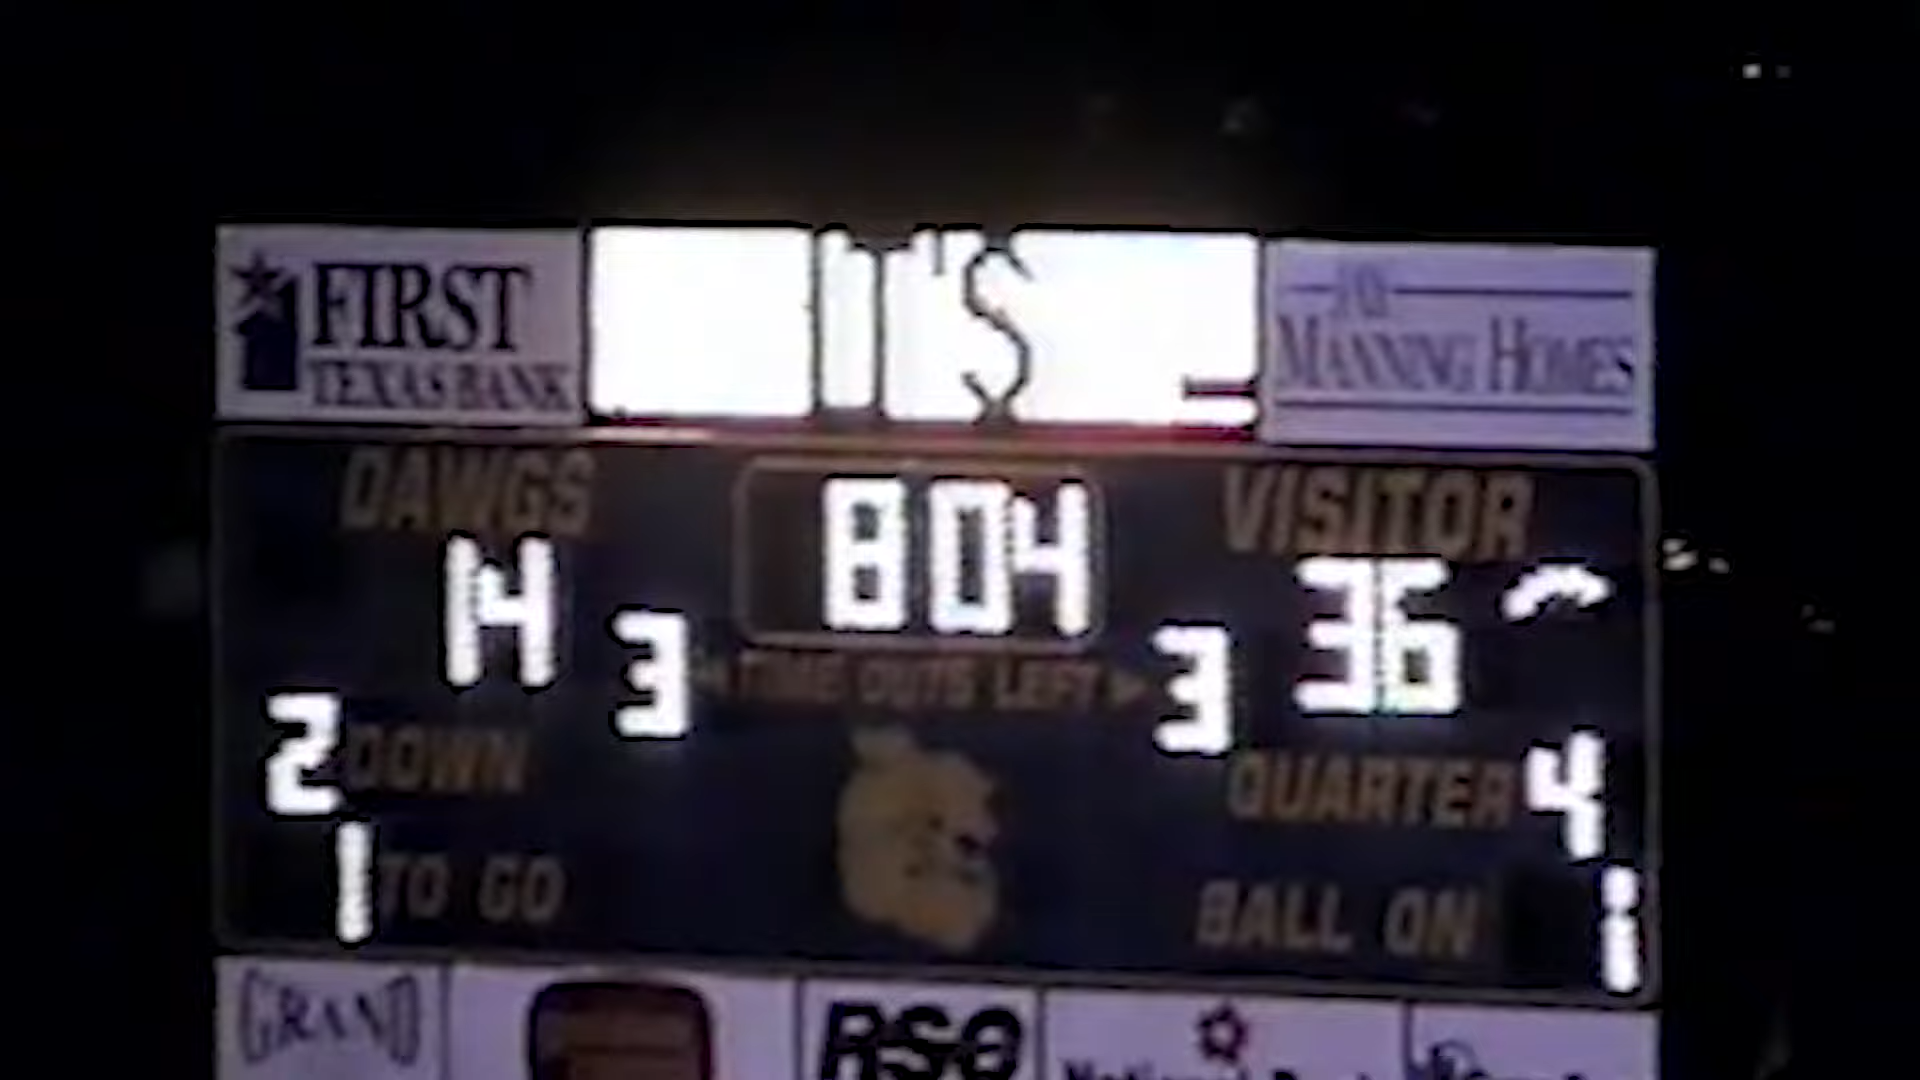 FIRST
TEXAS BANK
IT'S
MANNING HOMES
DAWGS
804
VISITOR
14
36
3
TIME OUTS LEFT
3
2 DOWN
QUARTER 4
1 TO GO
BALL ON 1
GRAND